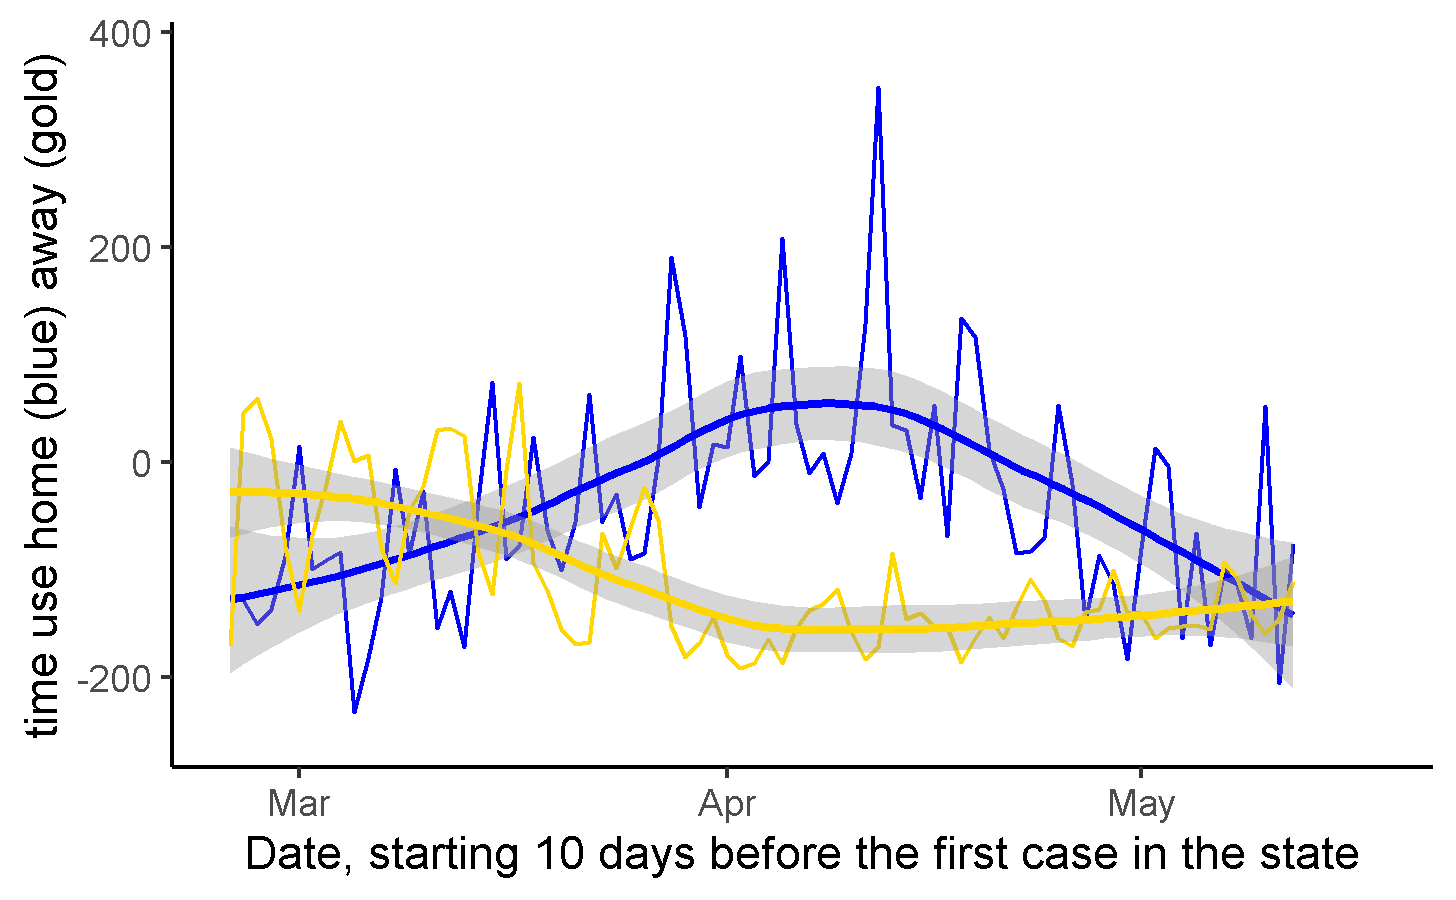 time use home (blue) away (gold)
400
200
0
-200
Mar
Apr
May
Date, starting 10 days before the first case in the state